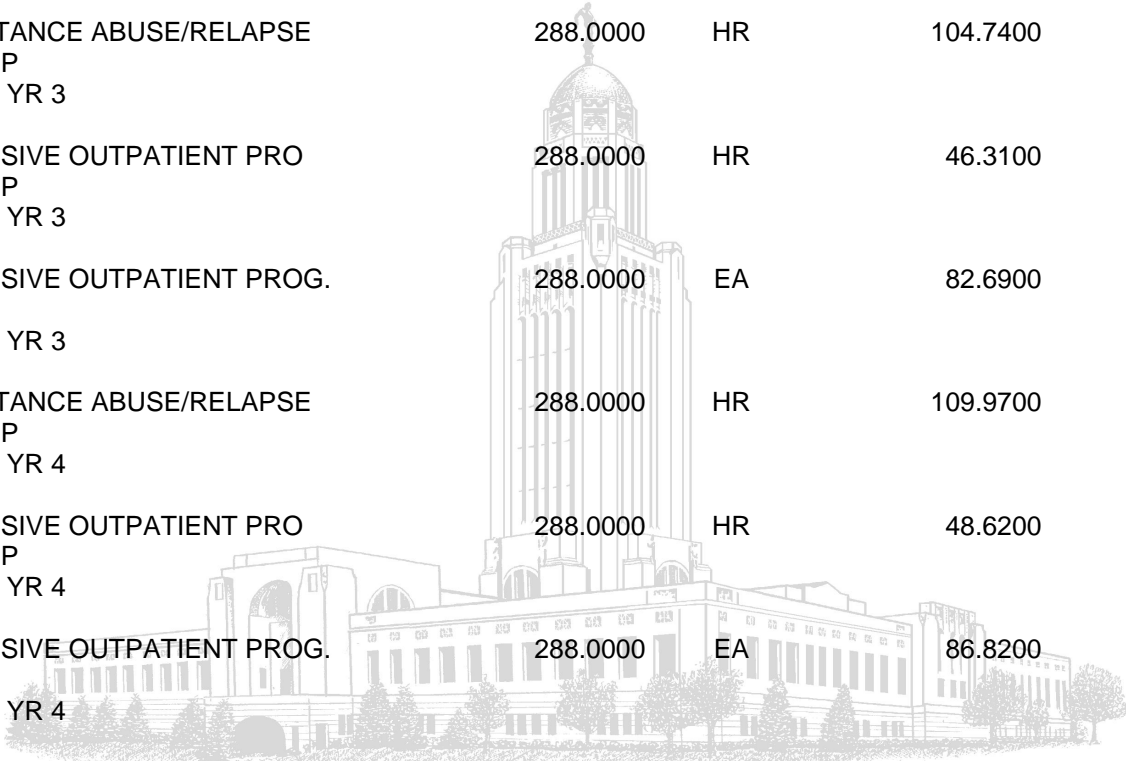 TANCE ABUSE/RELAPSE 288.0000 HR 104.7400
P
YR 3
SIVE OUTPATIENT PRO 288.0000 HR 46.3100
P
YR 3
SIVE OUTPATIENT PROG. 288.0000 EA 82.6900
YR 3
TANCE ABUSE/RELAPSE 288.0000 HR 109.9700
P
YR 4
SIVE OUTPATIENT PRO 288.0000 HR 48.6200
P
YR 4
SIVE OUTPATIENT PROG. 288.0000 EA 86.8200
YR 4